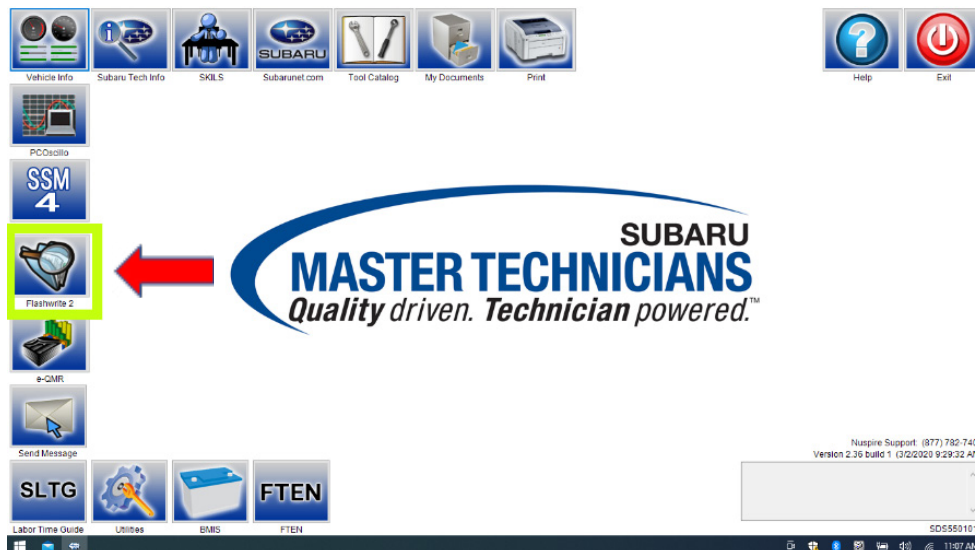 SUBARU
Vehicle Info
Subaru Tech Info
SKILS
Subarunet.com
Tool Catalog
My Documents
Print
Help
Exit
PCOscillo
SSM
4
Flashwrite 2
e-QMR
Send Message
SUBARU
MASTER TECHNICIANS
Quality driven. Technician powered.™
Nuspire Support: (877) 782-740
Version 2.36 build 1 (3/2/2020 9:29:32 AM
SLTG
FTEN
Labor Time Guide
Utilities
BMIS
FTEN
SDS550101
11:07 AM